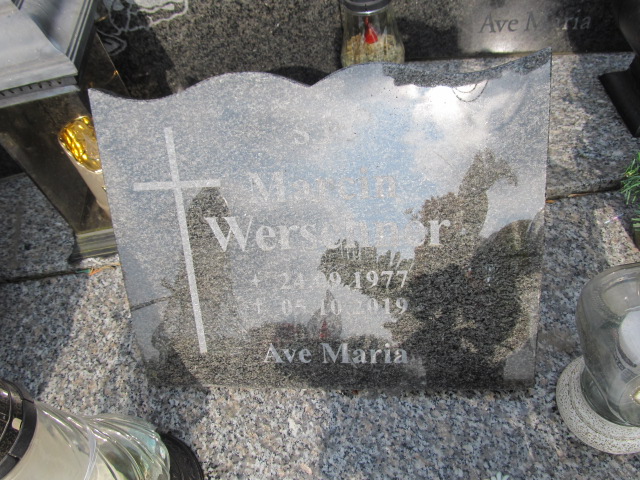 Ave Maria
Ś.P.
Marcin
* 24.09.1977
† 05.10.2019
Ave Maria